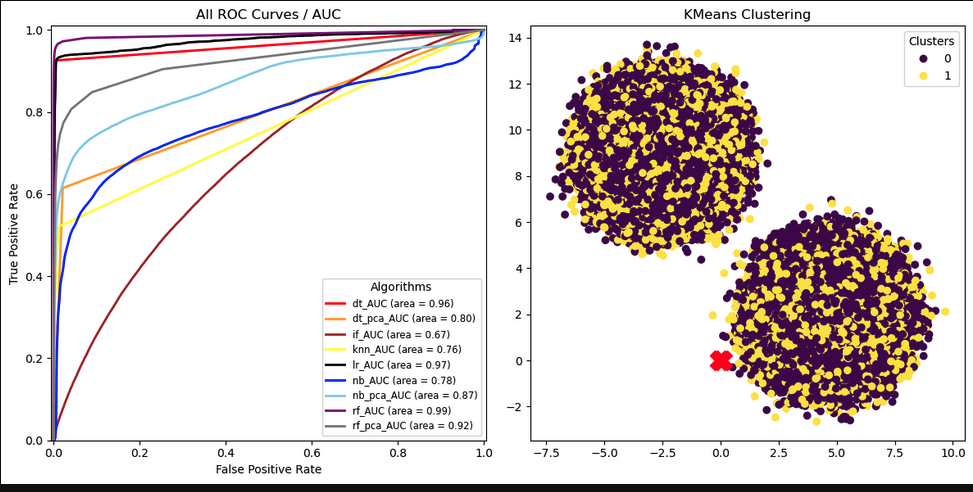 All ROC Curves / AUC
1.0
0.8
0.6
0.4
0.2
0.0
True Positive Rate
0.0 0.2 0.4 0.6 0.8 1.0
False Positive Rate
Algorithms
dt_AUC (area = 0.96)
dt_pca_AUC (area = 0.80)
if_AUC (area = 0.67)
knn_AUC (area = 0.76)
lr_AUC (area = 0.97)
nb_AUC (area = 0.78)
nb_pca_AUC (area = 0.87)
rf_AUC (area = 0.99)
rf_pca_AUC (area = 0.92)
KMeans Clustering
14
12
10
8
6
4
2
0
−2
−7.5 −5.0 −2.5 0.0 2.5 5.0 7.5 10.0
Clusters
0
1